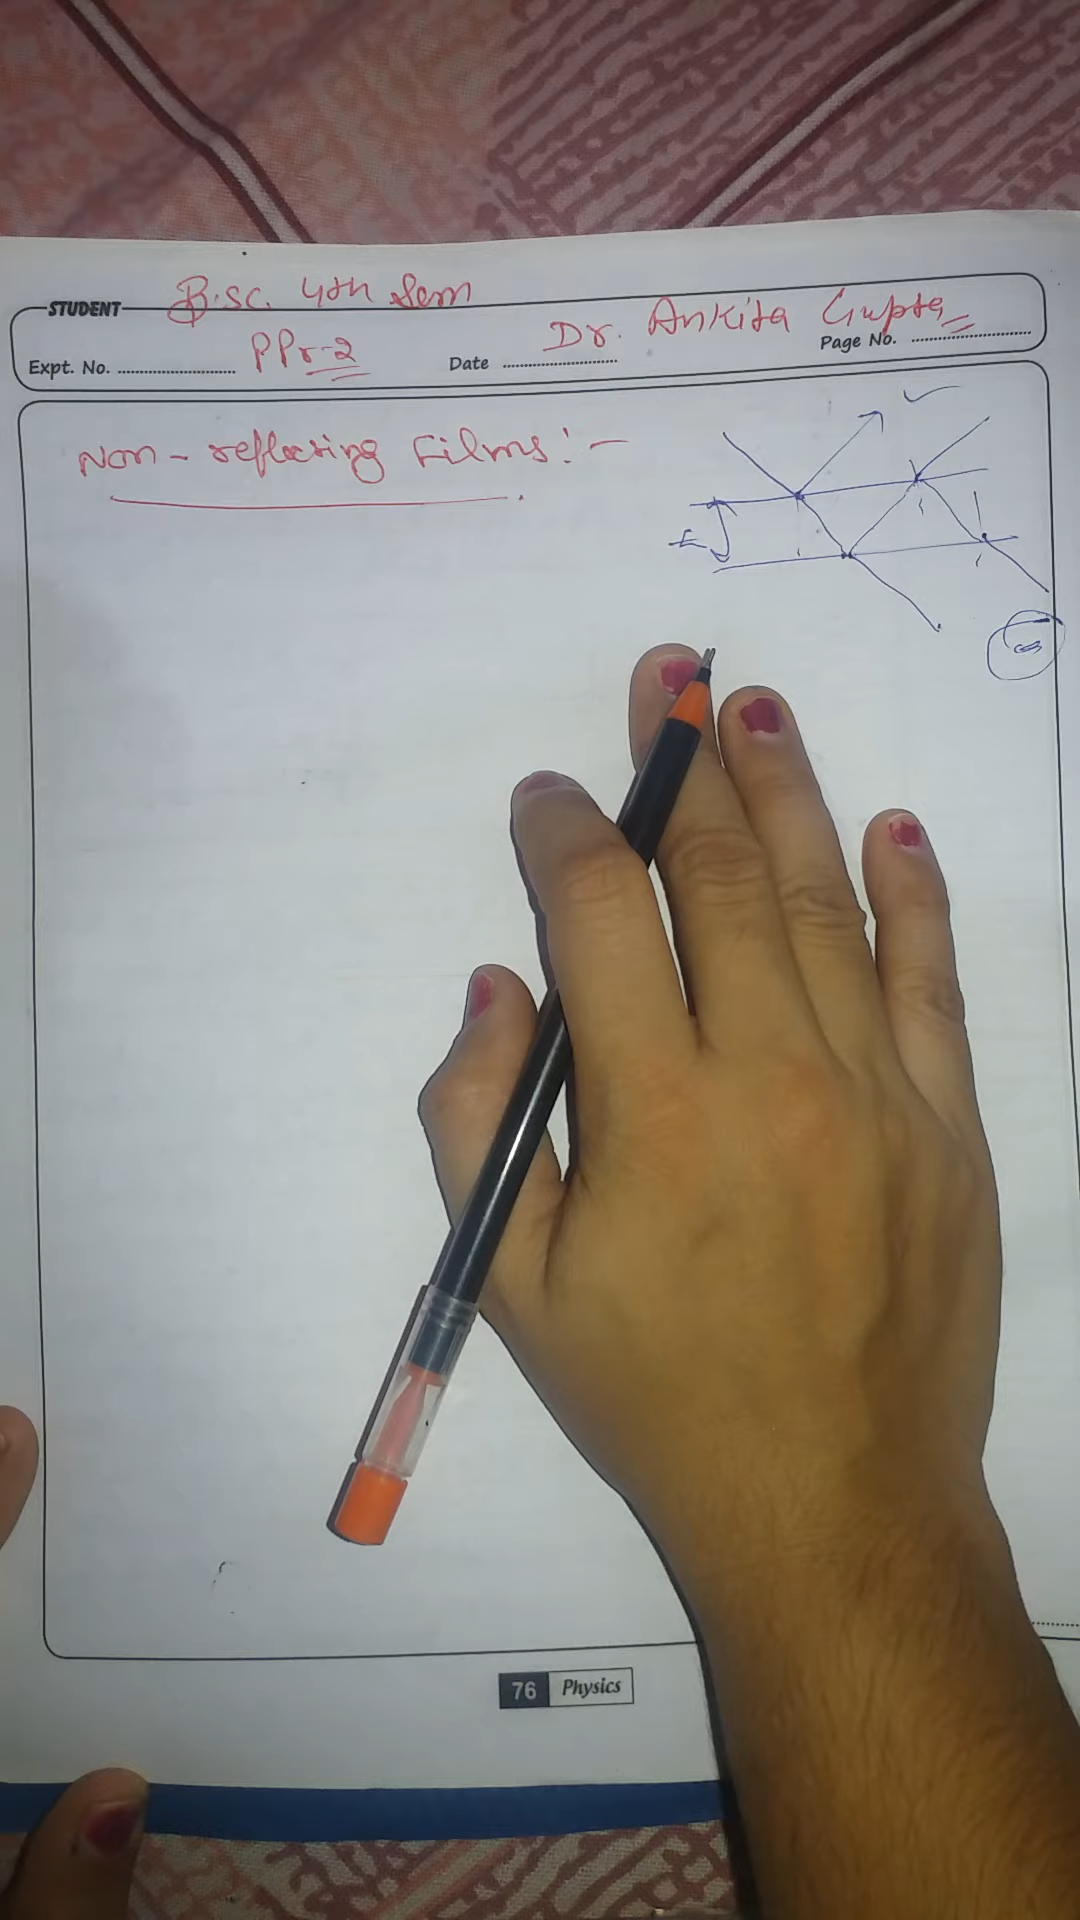 STUDENT B.sc. 4th Sem
Expt. No. PPr-2 Date Dr. Ankita Gupta Page No.
Non-reflecting Films:-
t
76 Physics